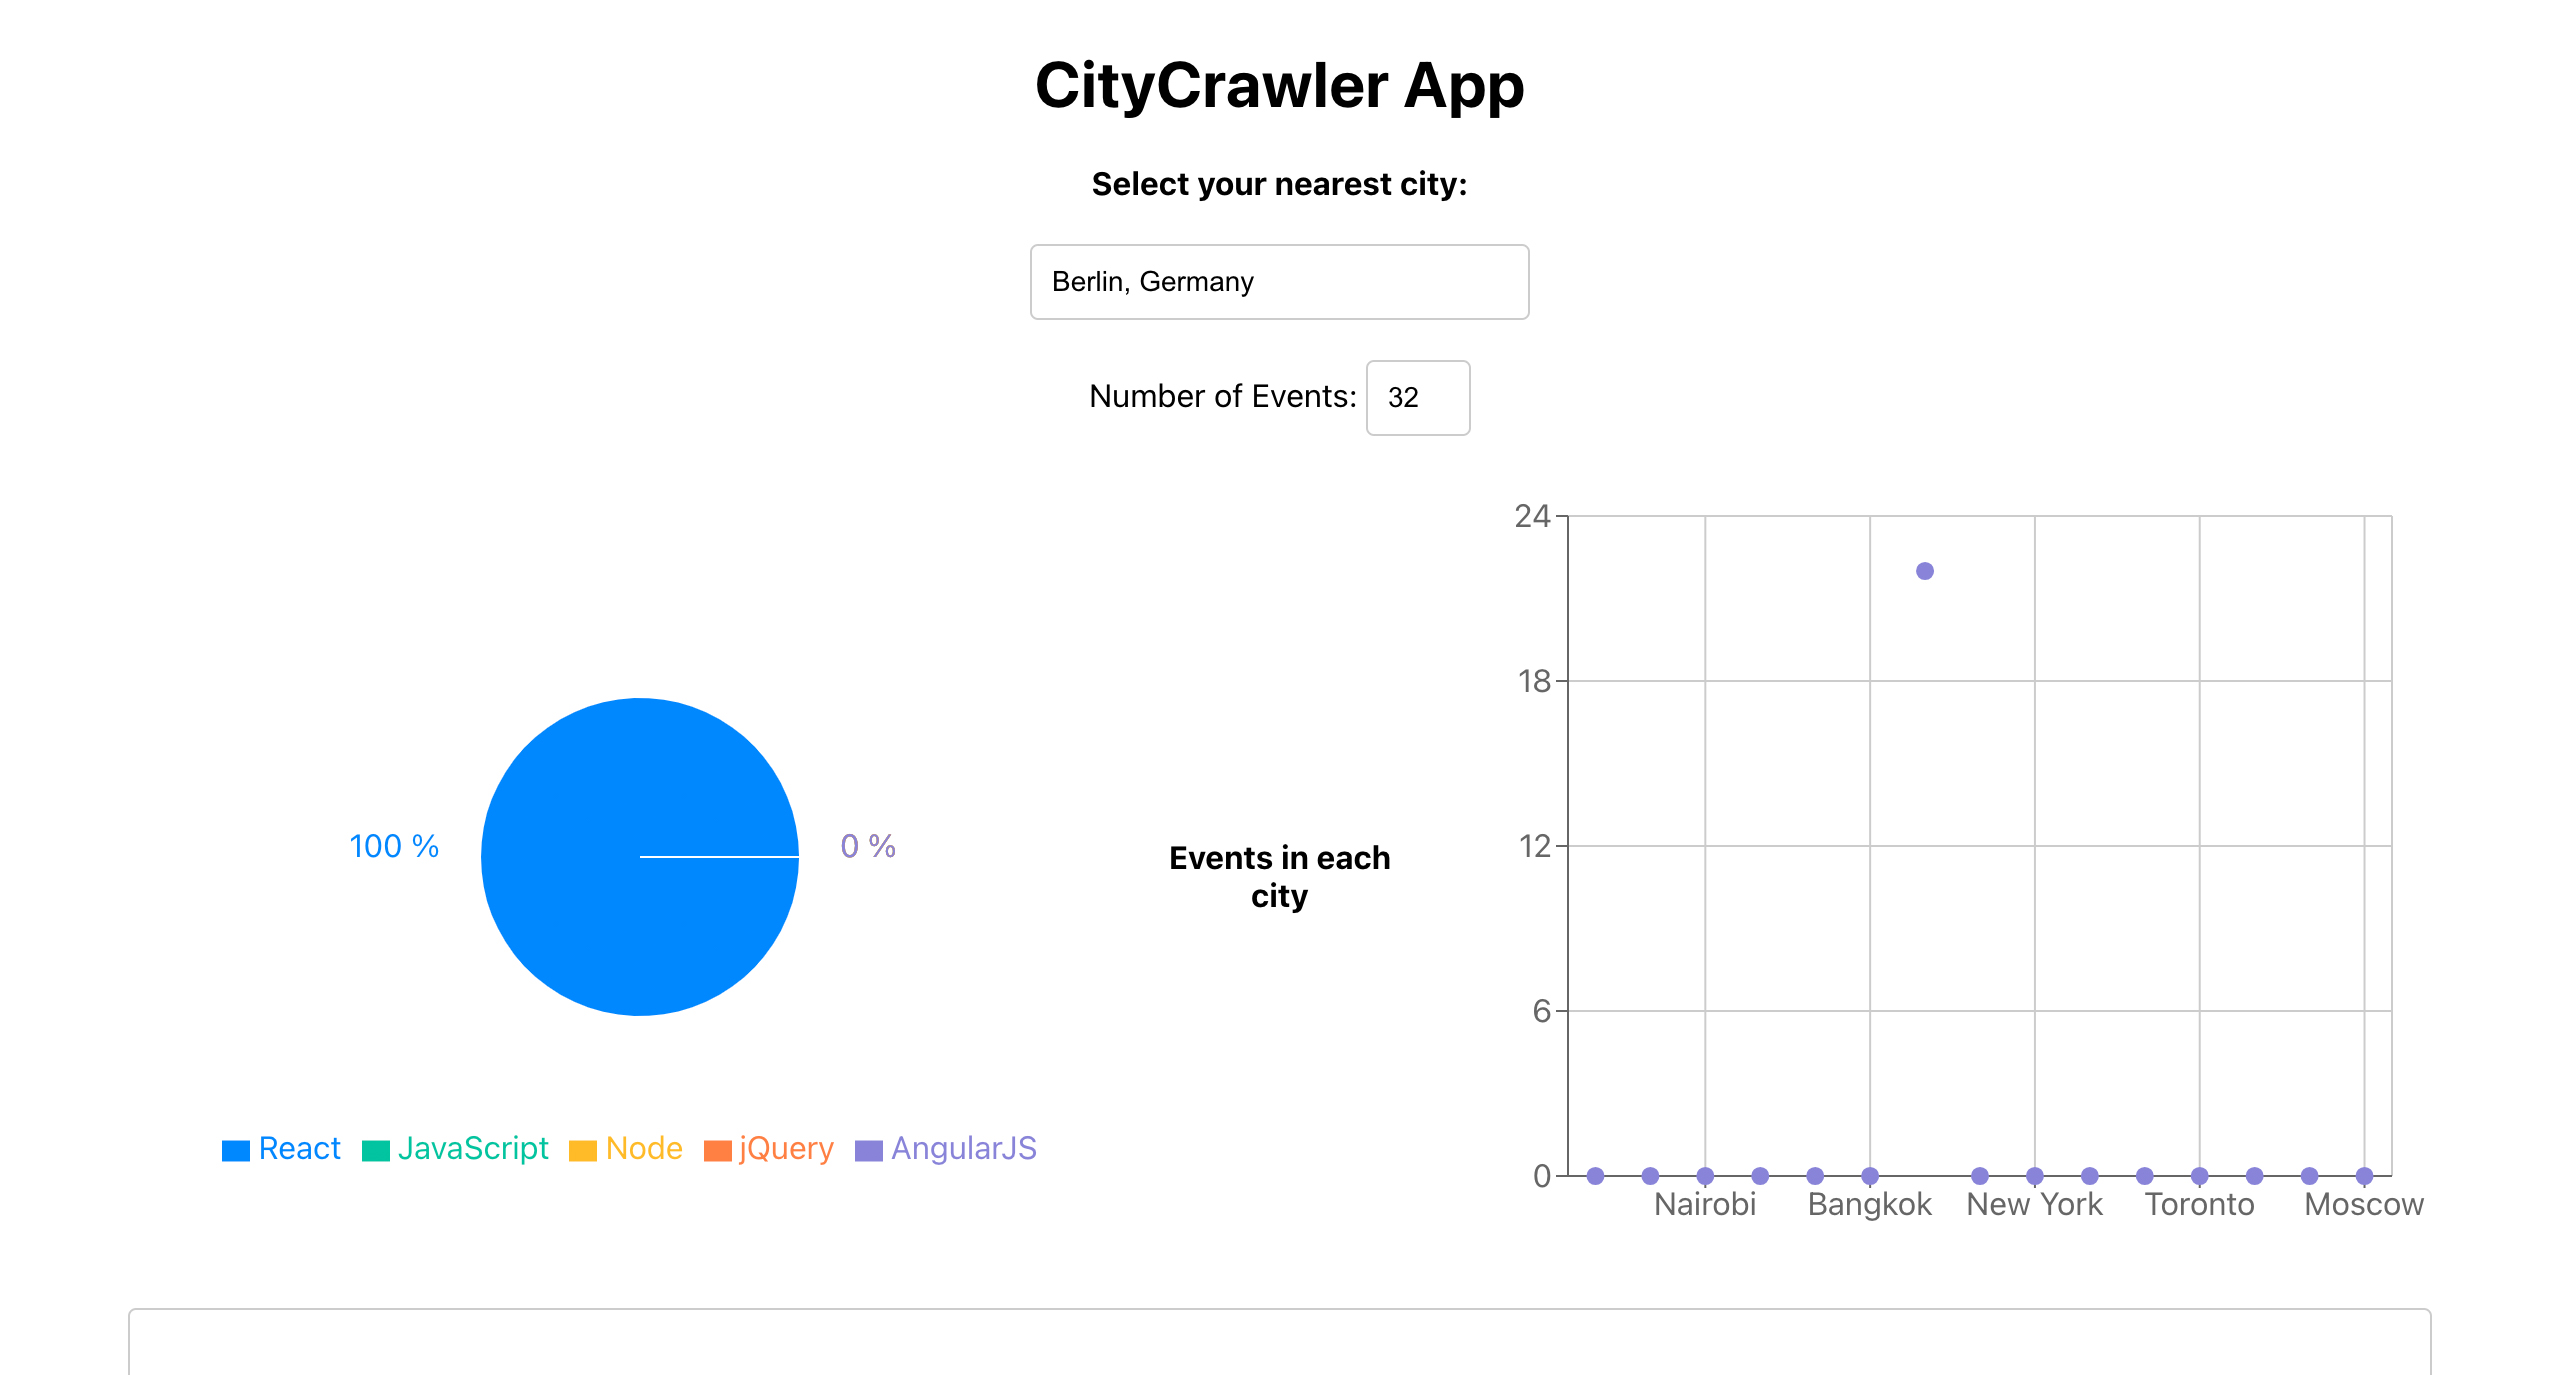 CityCrawler App
Select your nearest city:
Berlin, Germany
Number of Events: 32
100 %
0 %
React JavaScript Node jQuery AngularJS
Events in each
city
24
18
12
6
0
Nairobi Bangkok New York Toronto Moscow